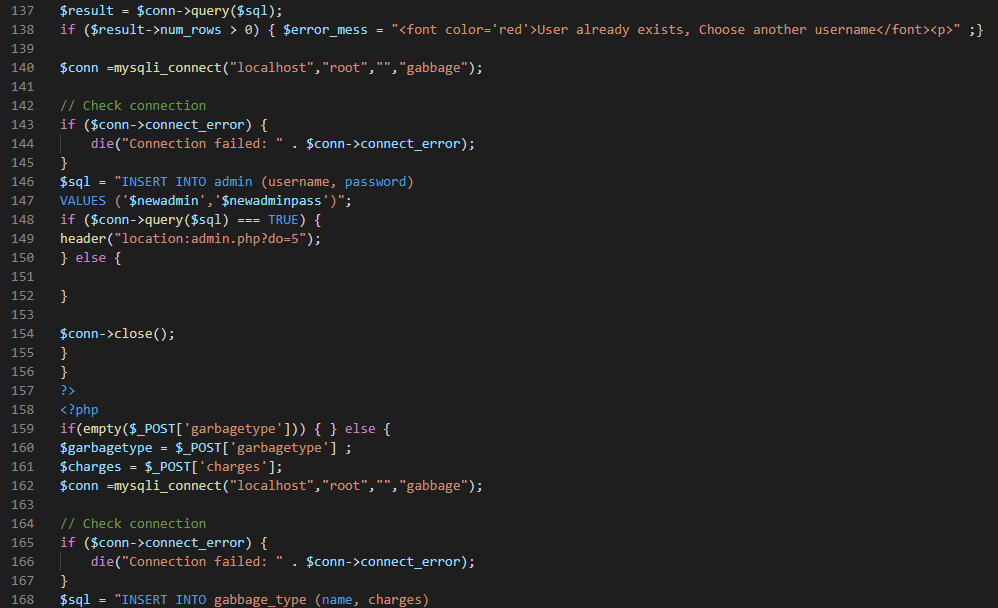 137 $result = $conn->query($sql);
138 if ($result->num_rows > 0) { $error_mess = "<font color='red'>User already exists, Choose another username</font><p>" ;}
139
140 $conn =mysqli_connect("localhost","root","","gabbage");
141
142 // Check connection
143 if ($conn->connect_error) {
144     die("Connection failed: " . $conn->connect_error);
145 }
146 $sql = "INSERT INTO admin (username, password)
147 VALUES ('$newadmin','$newadminpass')";
148 if ($conn->query($sql) === TRUE) {
149 header("location:admin.php?do=5");
150 } else {
151
152 }
153
154 $conn->close();
155 }
156 }
157 ?>
158 <?php
159 if(empty($_POST['garbagetype'])) { } else {
160 $garbagetype = $_POST['garbagetype'] ;
161 $charges = $_POST['charges'];
162 $conn =mysqli_connect("localhost","root","","gabbage");
163
164 // Check connection
165 if ($conn->connect_error) {
166     die("Connection failed: " . $conn->connect_error);
167 }
168 $sql = "INSERT INTO gabbage_type (name, charges)